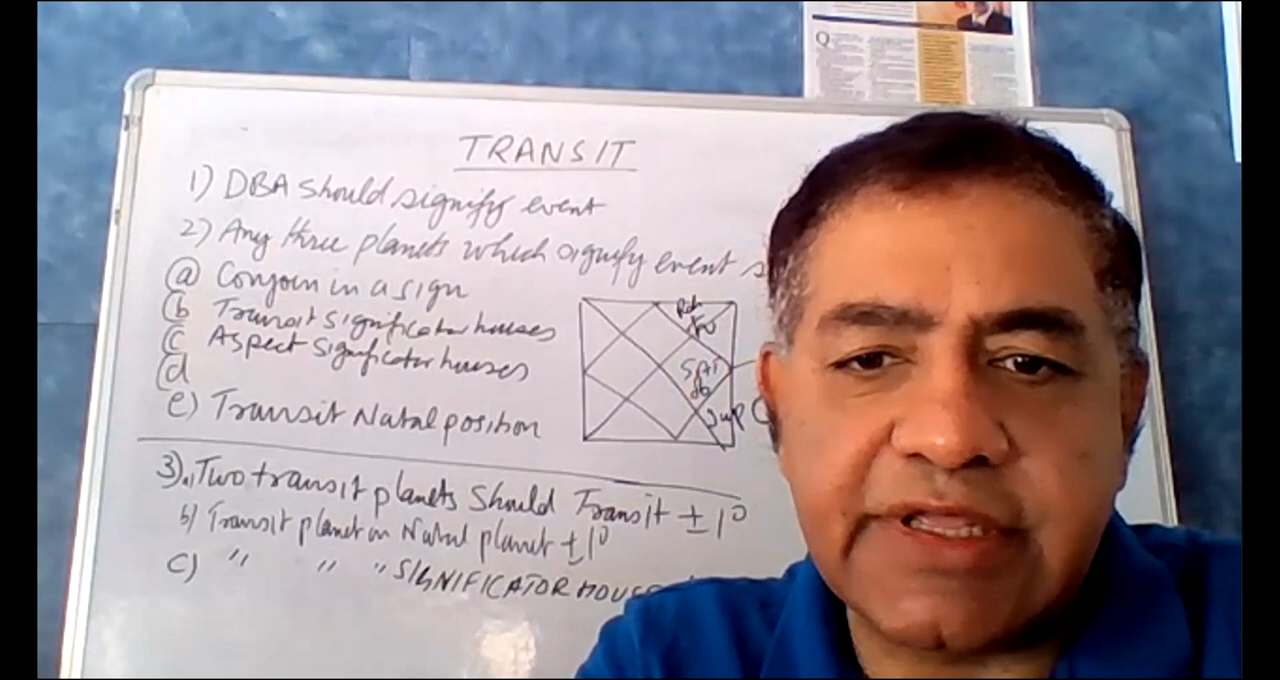 Q
TRANSIT
1) DBA should signify event
2) Any three planets which signify event s
(a) Conjoin in a sign
(b Transit significator houses
(c Aspect significator houses
(d
e) Transit Natal position
Jup
3).a, Two transit planets should Transit ± 1°
b) Transit planet on Natal planet ± 1°
c) " " " SIGNIFICATOR HOUSE